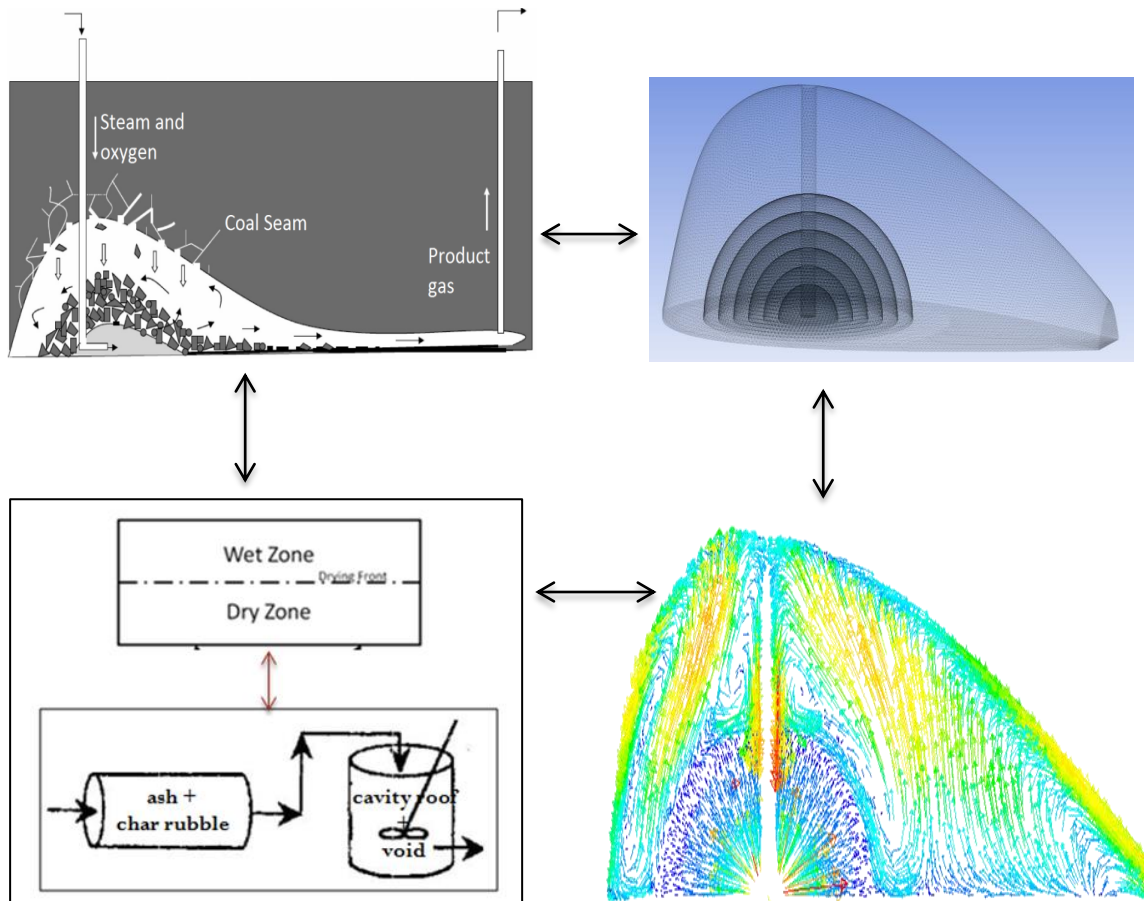 Steam and
oxygen
Coal Seam
Product
gas
Wet Zone
Drying Front
Dry Zone
ash +
char rubble
cavity roof
+
void